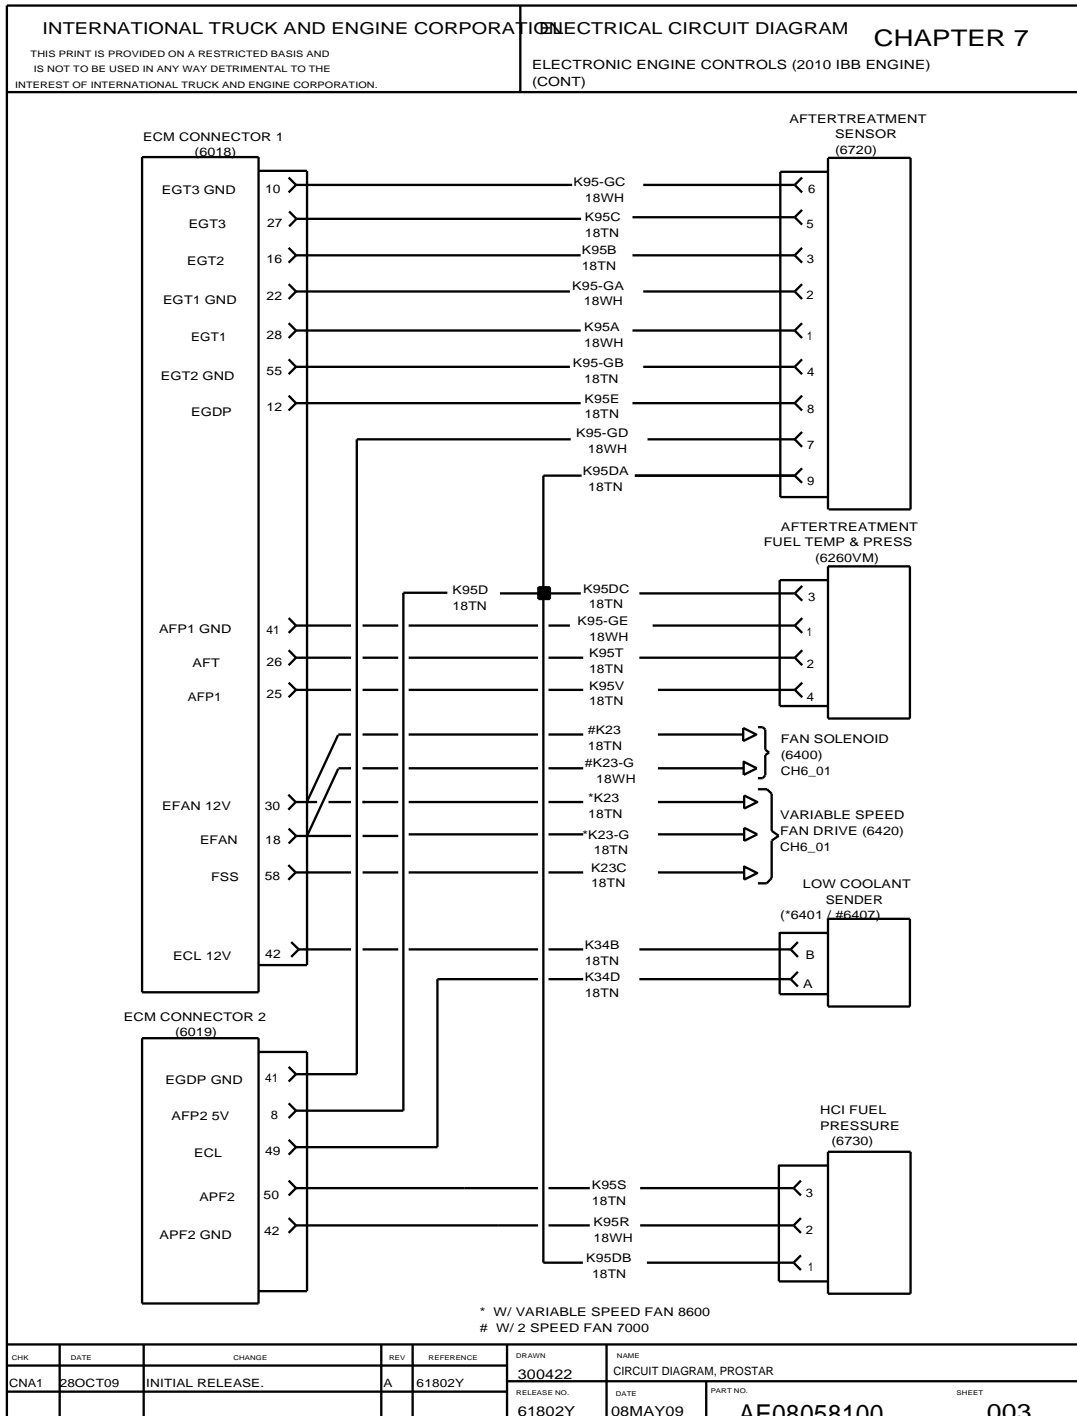 INTERNATIONAL TRUCK AND ENGINE CORPORATION
THIS PRINT IS PROVIDED ON A RESTRICTED BASIS AND
IS NOT TO BE USED IN ANY WAY DETRIMENTAL TO THE
INTEREST OF INTERNATIONAL TRUCK AND ENGINE CORPORATION.
ELECTRICAL CIRCUIT DIAGRAM
CHAPTER 7
ELECTRONIC ENGINE CONTROLS (2010 IBB ENGINE)
(CONT)
ECM CONNECTOR 1
(6018)
AFTERTREATMENT
SENSOR
(6720)
EGT3 GND 10 K95-GC 6
18WH
EGT3 27 K95C 5
18TN
EGT2 16 K95B 3
18TN
EGT1 GND 22 K95-GA 2
18WH
EGT1 28 K95A 1
18WH
EGT2 GND 55 K95-GB 4
18TN
EGDP 12 K95E 8
18TN
K95-GD 7
18WH
K95DA 9
18TN
AFTERTREATMENT
FUEL TEMP & PRESS
(6260VM)
K95D K95DC 3
18TN 18TN
AFP1 GND 41 K95-GE 1
18WH
AFT 26 K95T 2
18TN
AFP1 25 K95V 4
18TN
#K23
18TN
#K23-G
18WH
FAN SOLENOID
(6400)
CH6_01
EFAN 12V 30 *K23
18TN
EFAN 18 *K23-G
18TN
FSS 58 K23C
18TN
VARIABLE SPEED
FAN DRIVE (6420)
CH6_01
LOW COOLANT
SENDER
(*6401 / #6407)
ECL 12V 42 K34B B
18TN
K34D A
18TN
ECM CONNECTOR 2
(6019)
EGDP GND 41
AFP2 5V 8
ECL 49
HCI FUEL
PRESSURE
(6730)
APF2 50 K95S 3
18TN
APF2 GND 42 K95R 2
18WH
K95DB 1
18TN
* W/ VARIABLE SPEED FAN 8600
# W/ 2 SPEED FAN 7000
CHK DATE CHANGE REV REFERENCE DRAWN NAME
CNA1 28OCT09 INITIAL RELEASE. A 61802Y 300422 CIRCUIT DIAGRAM, PROSTAR
RELEASE NO. DATE PART NO. SHEET
61802Y 08MAY09 AE08058100 003